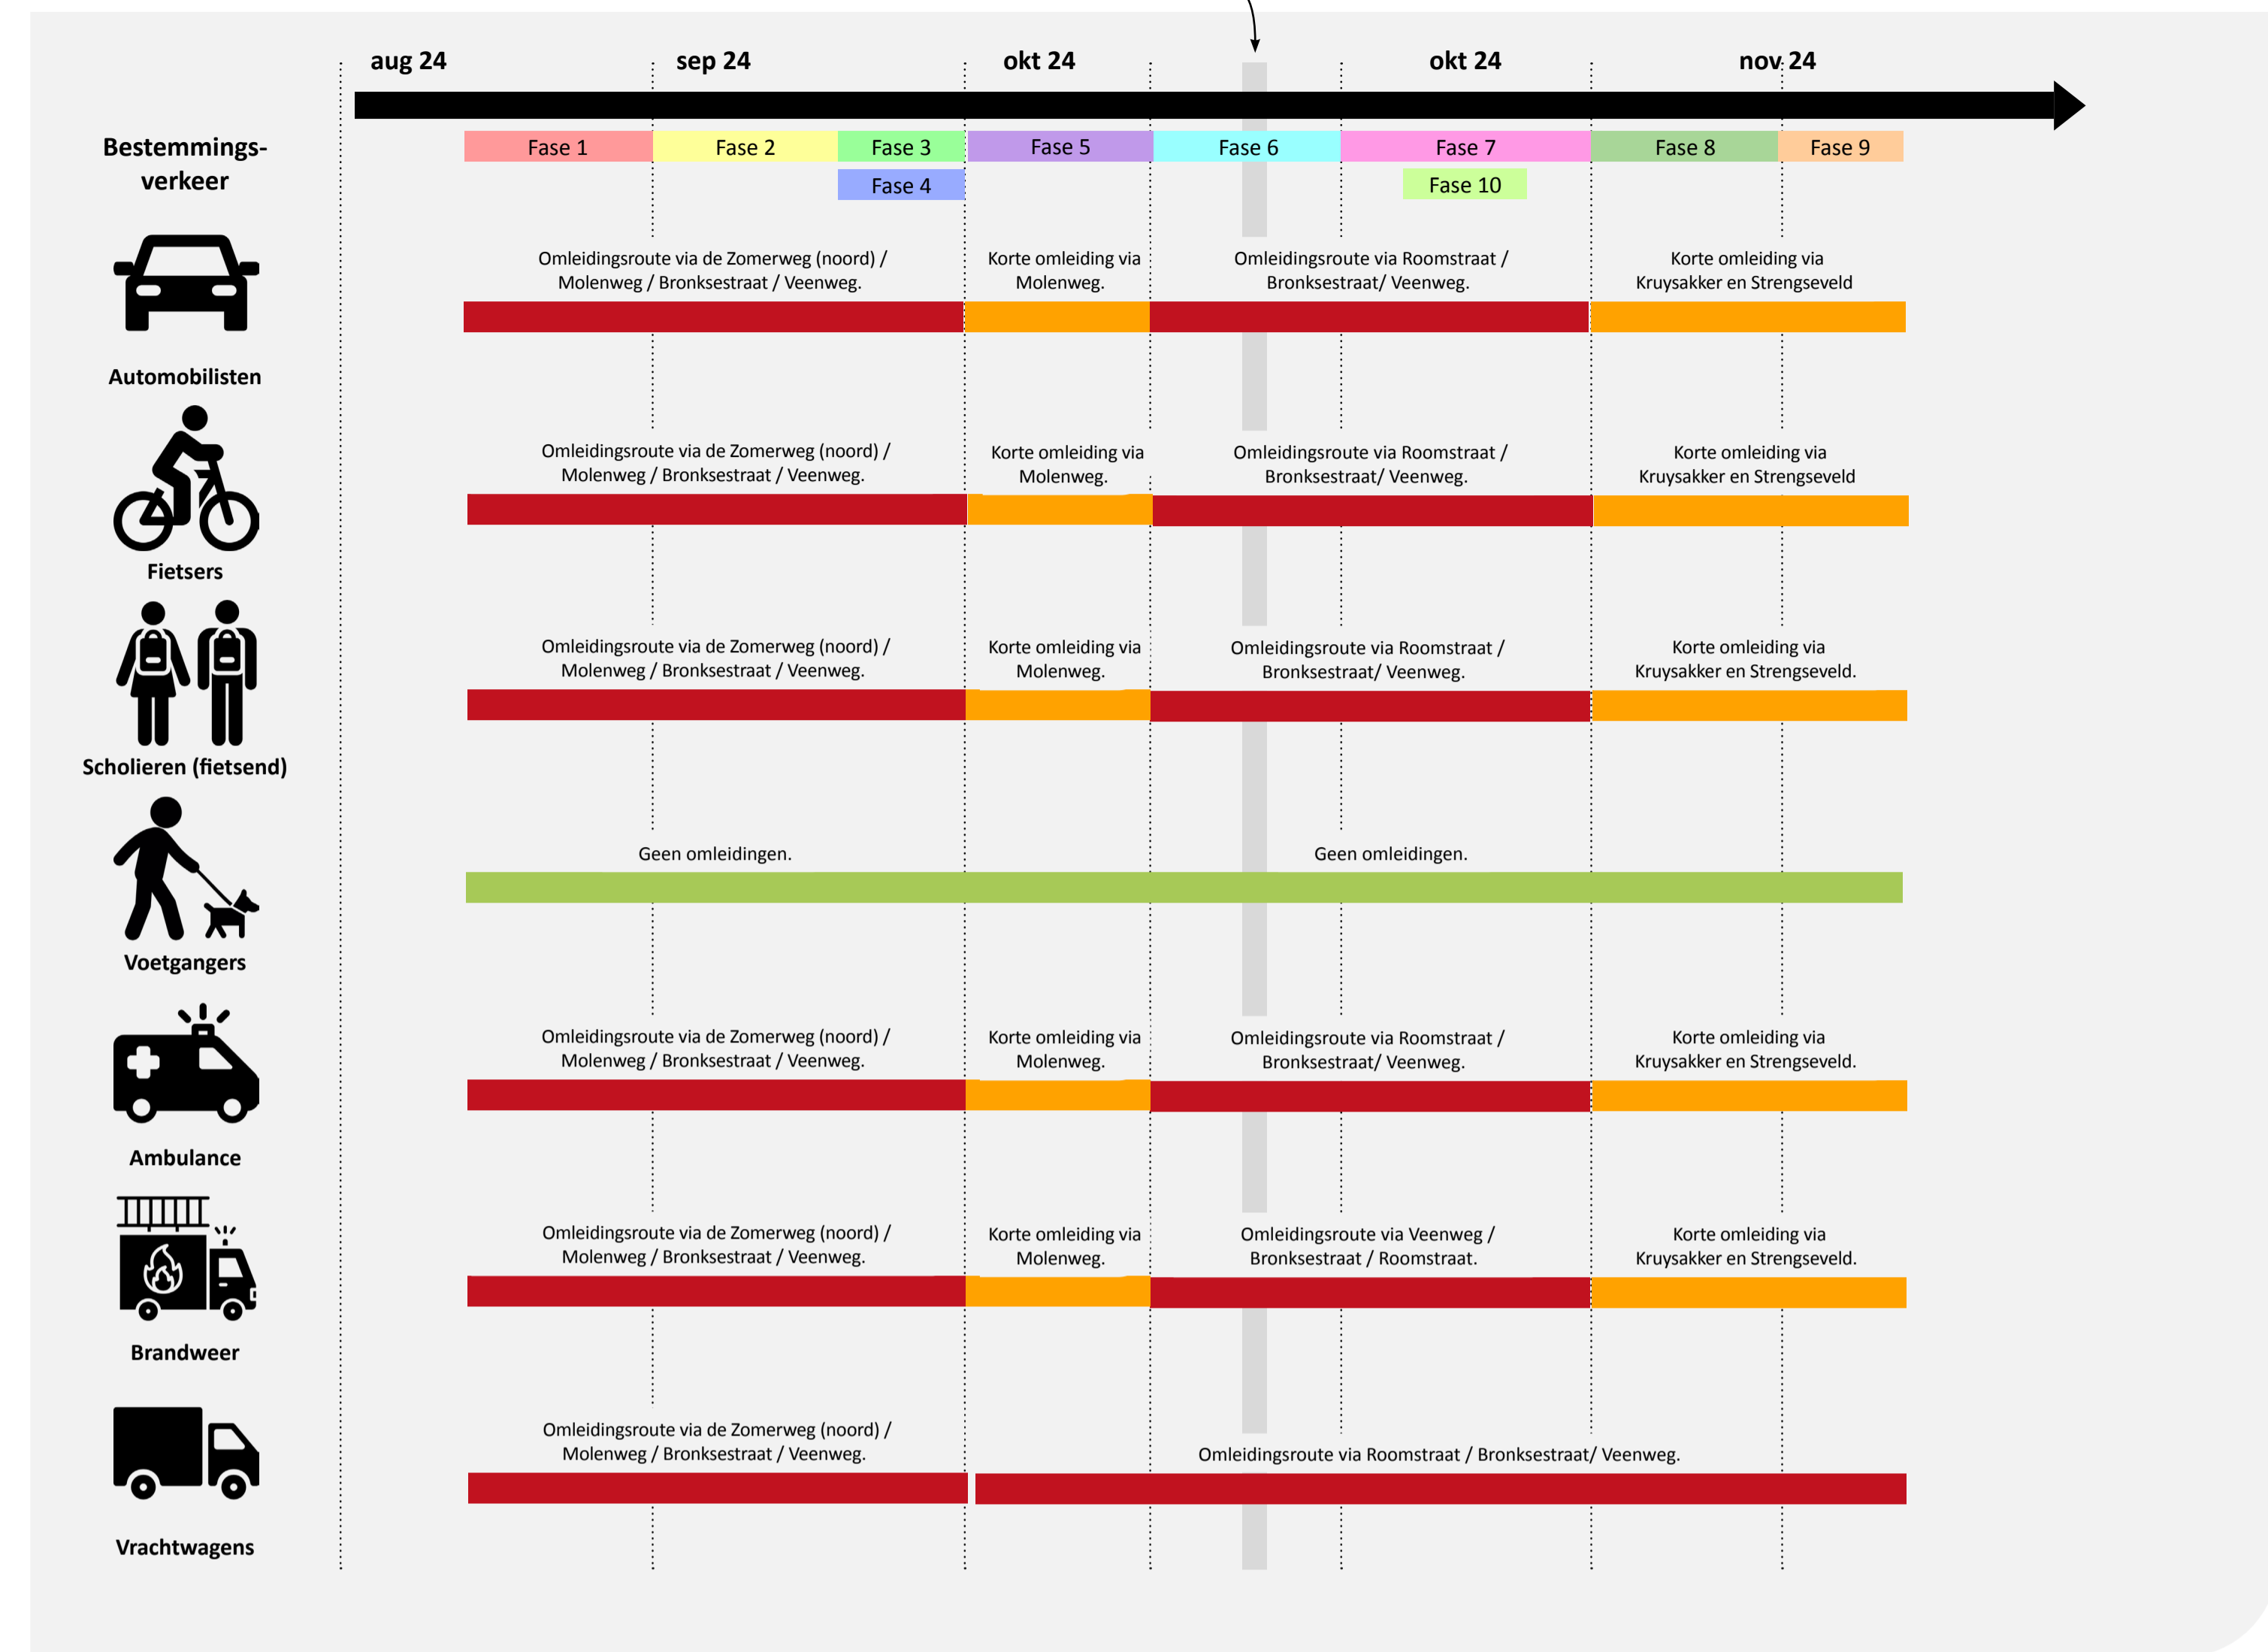 aug 24
sep 24
okt 24
okt 24
nov 24
Bestemmings-
verkeer
Fase 1
Fase 2
Fase 3
Fase 5
Fase 6
Fase 7
Fase 8
Fase 9
Fase 4
Fase 10
Omleidingsroute via de Zomerweg (noord) /
Molenweg / Bronksestraat / Veenweg.
Korte omleiding via
Molenweg.
Omleidingsroute via Roomstraat /
Bronksestraat/ Veenweg.
Korte omleiding via
Kruysakker en Strengseveld
Automobilisten
Omleidingsroute via de Zomerweg (noord) /
Molenweg / Bronksestraat / Veenweg.
Korte omleiding via
Molenweg.
Omleidingsroute via Roomstraat /
Bronksestraat/ Veenweg.
Korte omleiding via
Kruysakker en Strengseveld
Fietsers
Omleidingsroute via de Zomerweg (noord) /
Molenweg / Bronksestraat / Veenweg.
Korte omleiding via
Molenweg.
Omleidingsroute via Roomstraat /
Bronksestraat/ Veenweg.
Korte omleiding via
Kruysakker en Strengseveld.
Scholieren (fietsend)
Geen omleidingen.
Geen omleidingen.
Voetgangers
Omleidingsroute via de Zomerweg (noord) /
Molenweg / Bronksestraat / Veenweg.
Korte omleiding via
Molenweg.
Omleidingsroute via Roomstraat /
Bronksestraat/ Veenweg.
Korte omleiding via
Kruysakker en Strengseveld.
Ambulance
Omleidingsroute via de Zomerweg (noord) /
Molenweg / Bronksestraat / Veenweg.
Korte omleiding via
Molenweg.
Omleidingsroute via Veenweg /
Bronksestraat / Roomstraat.
Korte omleiding via
Kruysakker en Strengseveld.
Brandweer
Omleidingsroute via de Zomerweg (noord) /
Molenweg / Bronksestraat / Veenweg.
Omleidingsroute via Roomstraat / Bronksestraat/ Veenweg.
Vrachtwagens